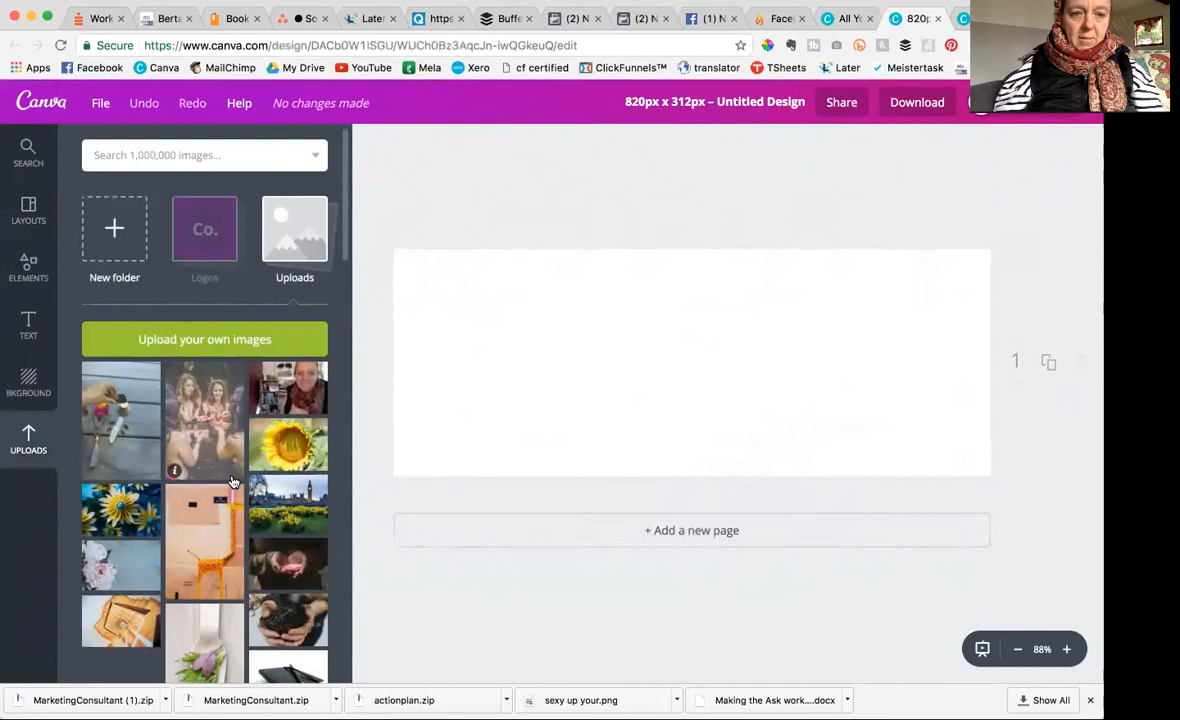 Work
Berta
Book
So
Later
https
Buffe
(2) N
(2) N
(1) N
Facel
All Yo
820p
Secure https://www.canva.com/design/DACb0W1lSGU/WUCh0Bz3AqcJn-iwQGkeuQ/edit
Apps Facebook Canva MailChimp My Drive YouTube Mela Xero cf certified ClickFunnels™ translator TSheets Later Meistertask
Canva File Undo Redo Help No changes made 820px x 312px – Untitled Design Share Download
SEARCH
LAYOUTS
ELEMENTS
TEXT
BKGROUND
UPLOADS
Search 1,000,000 images...
Co.
New folder Logos Uploads
Upload your own images
1
+ Add a new page
88%
MarketingConsultant (1).zip MarketingConsultant.zip actionplan.zip sexy up your.png Making the Ask work....docx Show All